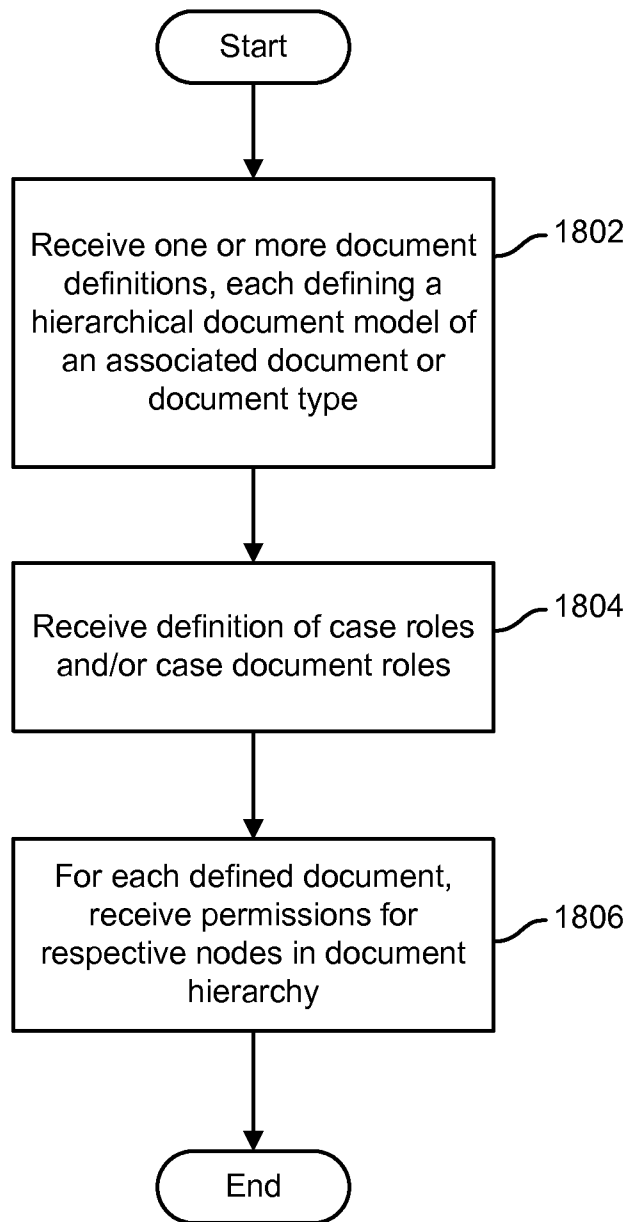 Start
Receive one or more document
definitions, each defining a
hierarchical document model of
an associated document or
document type
1802
Receive definition of case roles
and/or case document roles
1804
For each defined document,
receive permissions for
respective nodes in document
hierarchy
1806
End